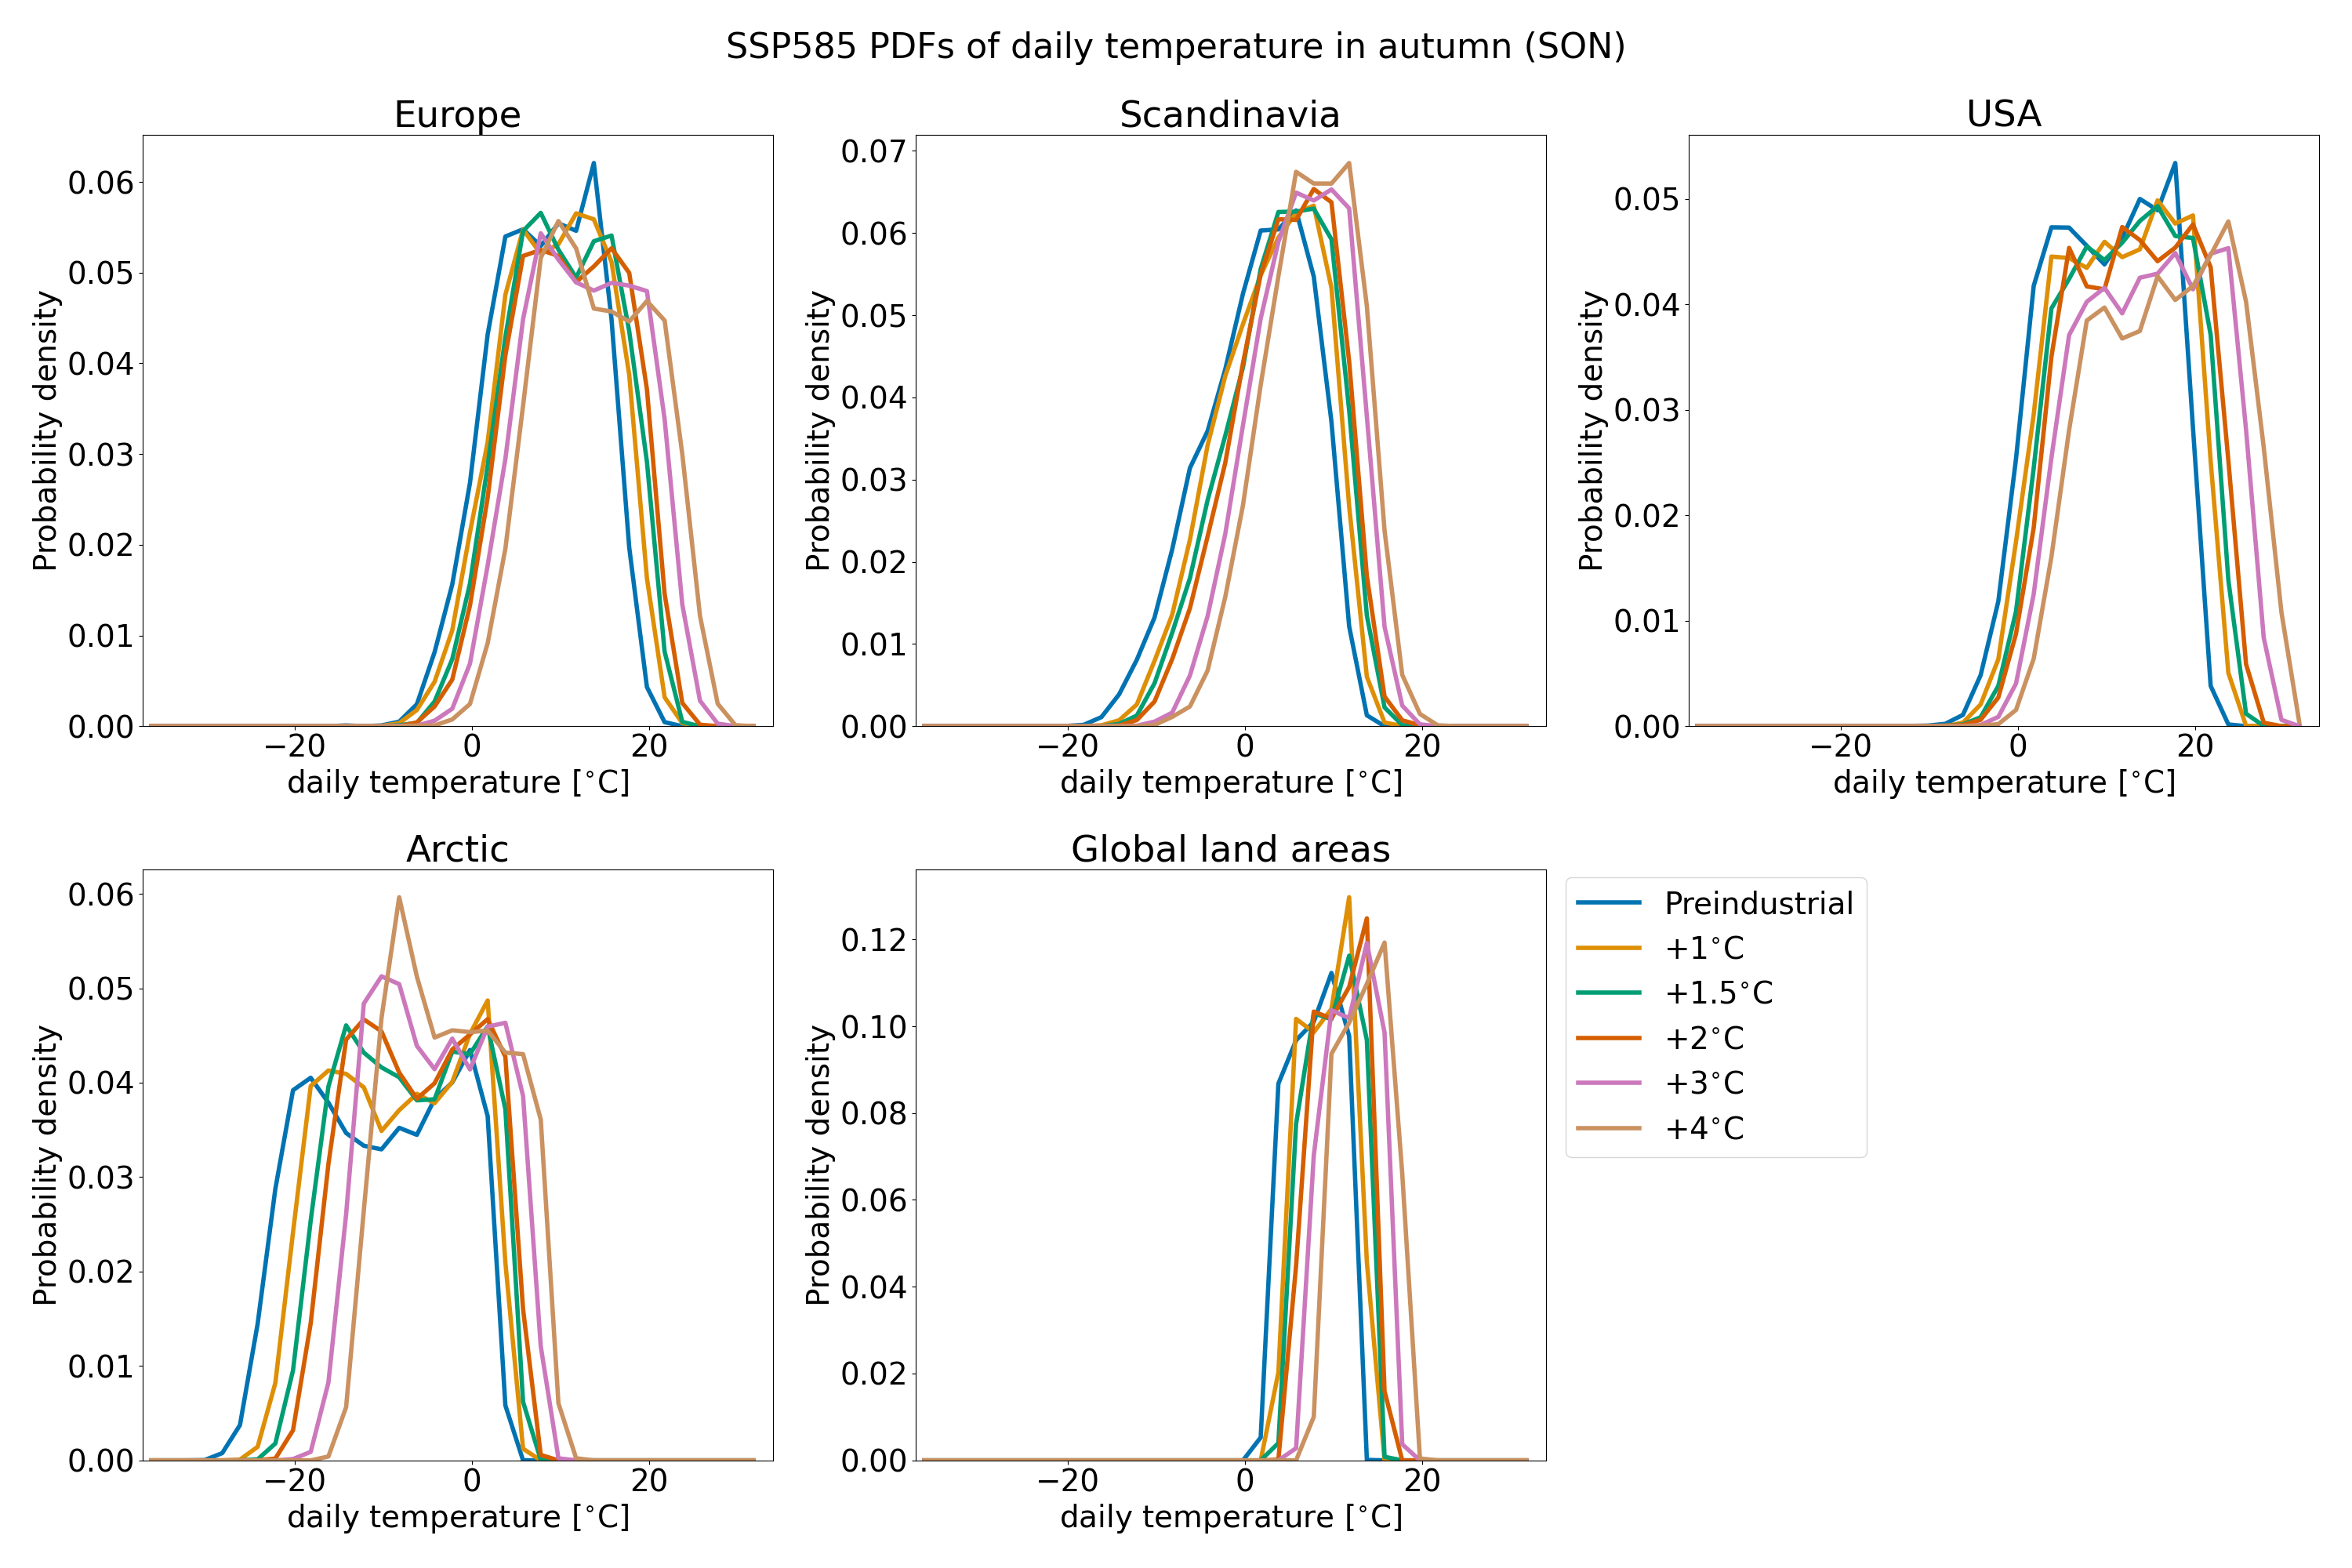 SSP585 PDFs of daily temperature in autumn (SON)
Europe
Probability density
0.06
0.05
0.04
0.03
0.02
0.01
0.00
−20 0 20
daily temperature [°C]
Scandinavia
Probability density
0.07
0.06
0.05
0.04
0.03
0.02
0.01
0.00
−20 0 20
daily temperature [°C]
USA
Probability density
0.05
0.04
0.03
0.02
0.01
0.00
−20 0 20
daily temperature [°C]
Arctic
Probability density
0.06
0.05
0.04
0.03
0.02
0.01
0.00
−20 0 20
daily temperature [°C]
Global land areas
Probability density
0.12
0.10
0.08
0.06
0.04
0.02
0.00
−20 0 20
daily temperature [°C]
Preindustrial
+1°C
+1.5°C
+2°C
+3°C
+4°C